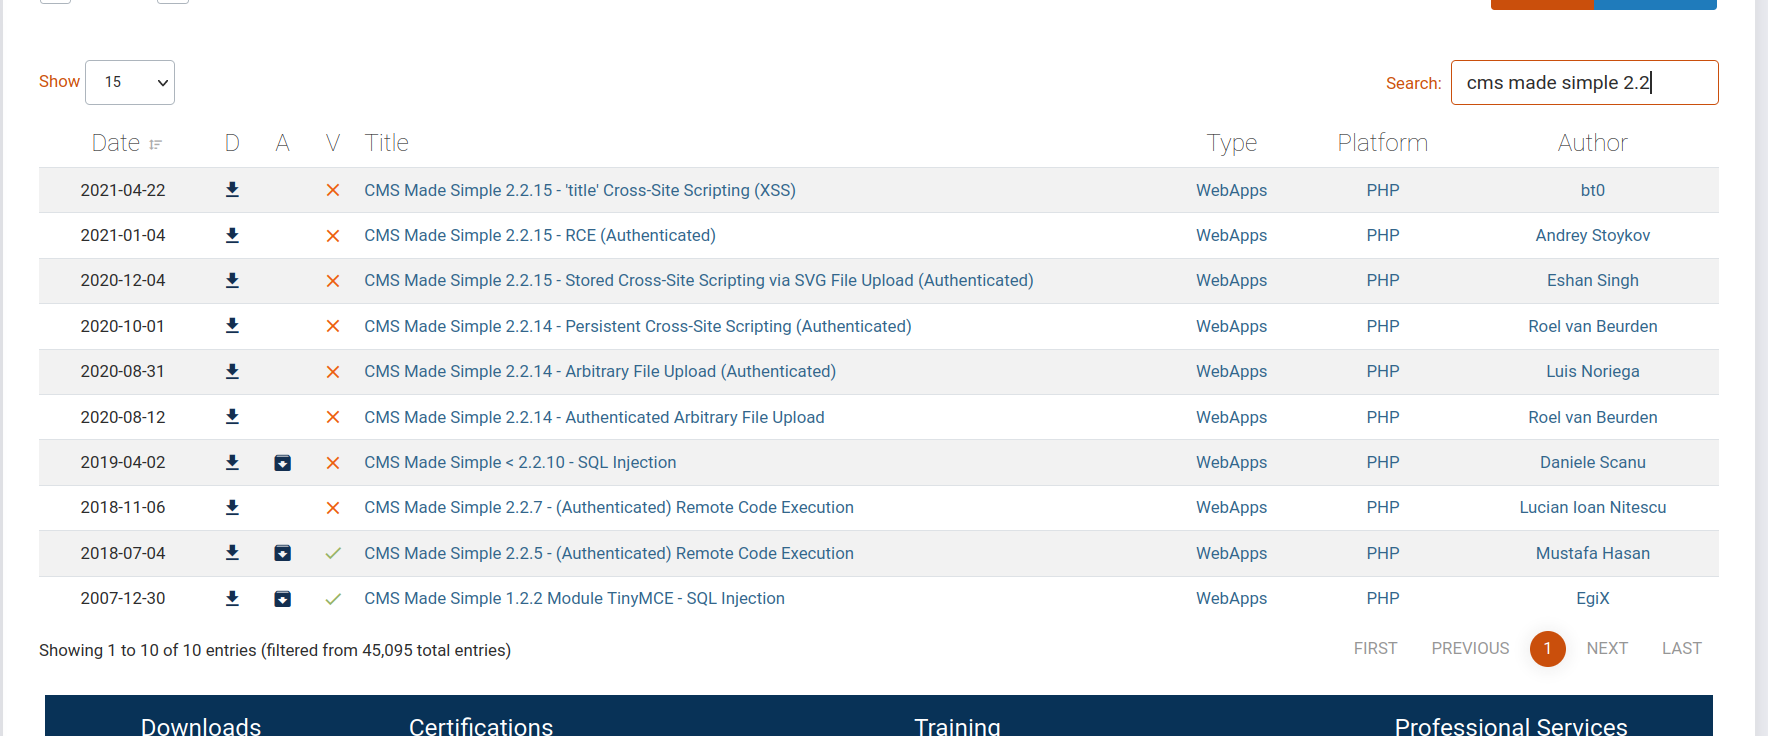 Show 15 Search: cms made simple 2.2
Date D A V Title Type Platform Author
2021-04-22 CMS Made Simple 2.2.15 - 'title' Cross-Site Scripting (XSS) WebApps PHP bt0
2021-01-04 CMS Made Simple 2.2.15 - RCE (Authenticated) WebApps PHP Andrey Stoykov
2020-12-04 CMS Made Simple 2.2.15 - Stored Cross-Site Scripting via SVG File Upload (Authenticated) WebApps PHP Eshan Singh
2020-10-01 CMS Made Simple 2.2.14 - Persistent Cross-Site Scripting (Authenticated) WebApps PHP Roel van Beurden
2020-08-31 CMS Made Simple 2.2.14 - Arbitrary File Upload (Authenticated) WebApps PHP Luis Noriega
2020-08-12 CMS Made Simple 2.2.14 - Authenticated Arbitrary File Upload WebApps PHP Roel van Beurden
2019-04-02 CMS Made Simple < 2.2.10 - SQL Injection WebApps PHP Daniele Scanu
2018-11-06 CMS Made Simple 2.2.7 - (Authenticated) Remote Code Execution WebApps PHP Lucian Ioan Nitescu
2018-07-04 CMS Made Simple 2.2.5 - (Authenticated) Remote Code Execution WebApps PHP Mustafa Hasan
2007-12-30 CMS Made Simple 1.2.2 Module TinyMCE - SQL Injection WebApps PHP EgiX
Showing 1 to 10 of 10 entries (filtered from 45,095 total entries) FIRST PREVIOUS 1 NEXT LAST
Downloads Certifications Training Professional Services